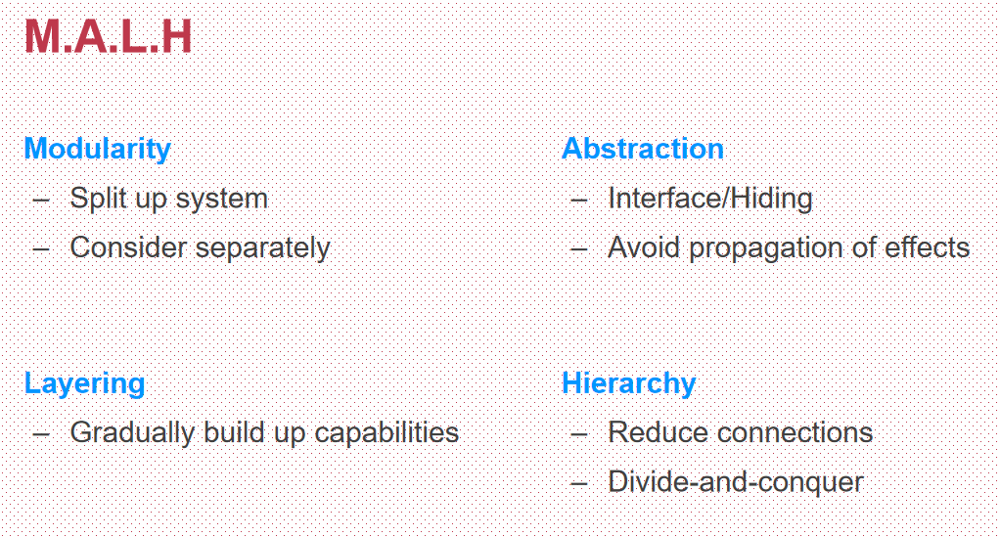 M.A.L.H
Modularity
– Split up system
– Consider separately
Abstraction
– Interface/Hiding
– Avoid propagation of effects
Layering
– Gradually build up capabilities
Hierarchy
– Reduce connections
– Divide-and-conquer